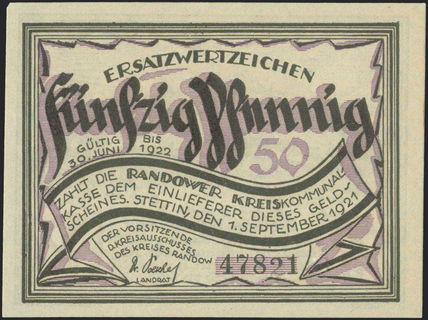 ERSATZWERTZEICHEN
Fünfzig Pfennig
GÜLTIG BIS
30. JUNI 1922
50
ZAHLT DIE RANDOWER KREISKOMMUNAL-
KASSE DEM EINLIEFERER DIESES GELD-
SCHEINES. STETTIN, DEN 1. SEPTEMBER 1921
DER VORSITZENDE
D. KREISAUSSCHUSSES
DES KREISES RANDOW
LANDRAT
47821